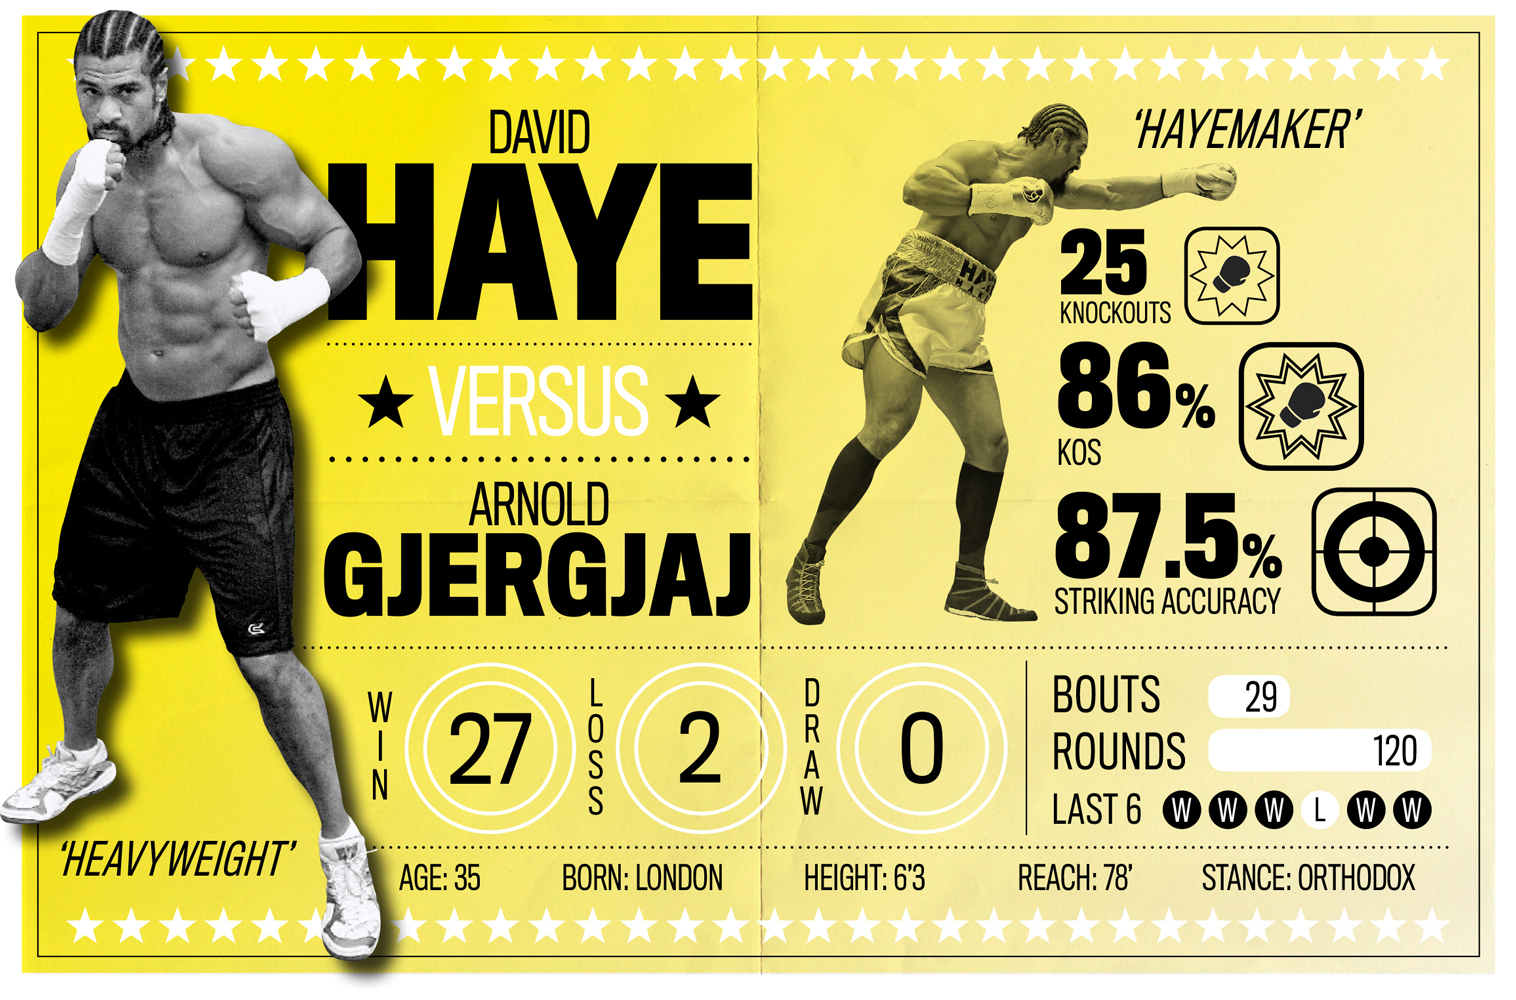 DAVID
HAYE
VERSUS
ARNOLD
GJERGJAJ
'HAYEMAKER'
25
KNOCKOUTS
86%
KOS
87.5%
STRIKING ACCURACY
WIN
27
LOSS
2
DRAW
0
BOUTS 29
ROUNDS 120
LAST 6 W W W L W W
'HEAVYWEIGHT'
AGE: 35 BORN: LONDON HEIGHT: 6'3 REACH: 78' STANCE: ORTHODOX